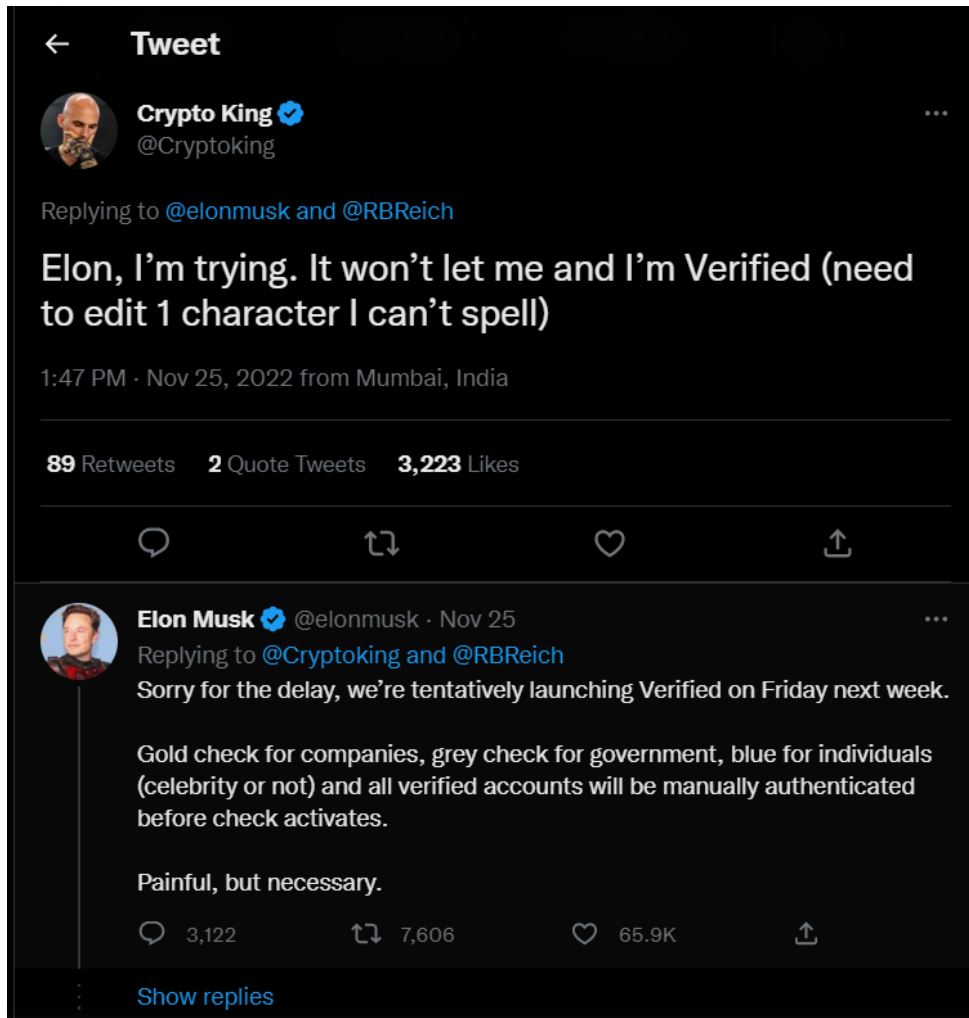 Tweet
Crypto King
@Cryptoking
Replying to @elonmusk and @RBReich
Elon, I’m trying. It won’t let me and I’m Verified (need
to edit 1 character I can’t spell)
1:47 PM · Nov 25, 2022 from Mumbai, India
89 Retweets 2 Quote Tweets 3,223 Likes
Elon Musk @elonmusk · Nov 25
Replying to @Cryptoking and @RBReich
Sorry for the delay, we’re tentatively launching Verified on Friday next week.
Gold check for companies, grey check for government, blue for individuals
(celebrity or not) and all verified accounts will be manually authenticated
before check activates.
Painful, but necessary.
3,122 7,606 65.9K
Show replies